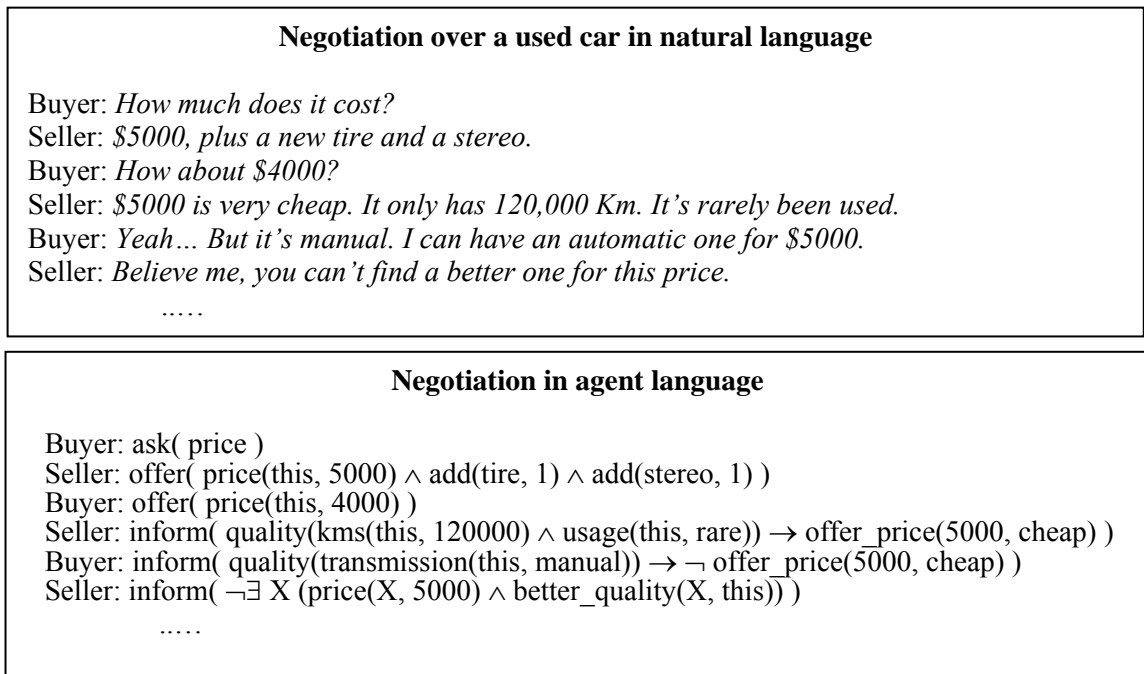 Negotiation over a used car in natural language
Buyer: How much does it cost?
Seller: $5000, plus a new tire and a stereo.
Buyer: How about $4000?
Seller: $5000 is very cheap. It only has 120,000 Km. It’s rarely been used.
Buyer: Yeah… But it’s manual. I can have an automatic one for $5000.
Seller: Believe me, you can’t find a better one for this price.
…..
Negotiation in agent language
Buyer: ask( price )
Seller: offer( price(this, 5000) ∧ add(tire, 1) ∧ add(stereo, 1) )
Buyer: offer( price(this, 4000) )
Seller: inform( quality(kms(this, 120000) ∧ usage(this, rare)) → offer_price(5000, cheap) )
Buyer: inform( quality(transmission(this, manual)) → ¬ offer_price(5000, cheap) )
Seller: inform( ¬∃ X (price(X, 5000) ∧ better_quality(X, this)) )
…..